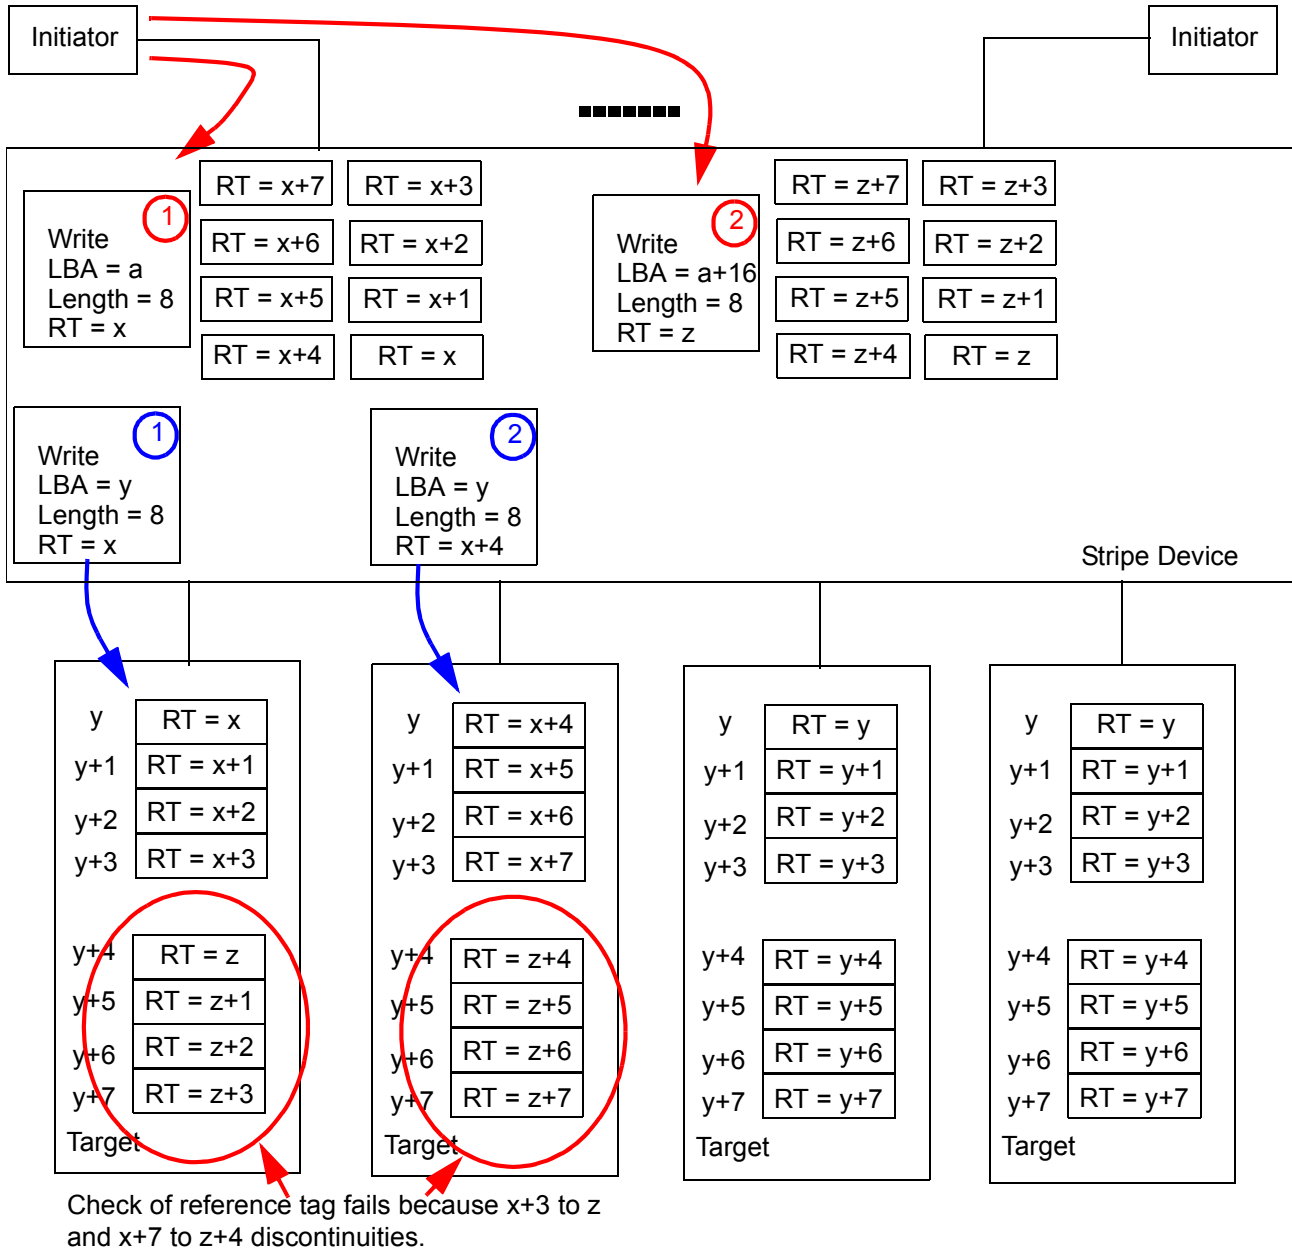 Initiator
Initiator
1
Write
LBA = a
Length = 8
RT = x
RT = x+7
RT = x+3
RT = x+6
RT = x+2
RT = x+5
RT = x+1
RT = x+4
RT = x
2
Write
LBA = a+16
Length = 8
RT = z
RT = z+7
RT = z+3
RT = z+6
RT = z+2
RT = z+5
RT = z+1
RT = z+4
RT = z
1
Write
LBA = y
Length = 8
RT = x
2
Write
LBA = y
Length = 8
RT = x+4
Stripe Device
y RT = x
y+1 RT = x+1
y+2 RT = x+2
y+3 RT = x+3
y+4 RT = z
y+5 RT = z+1
y+6 RT = z+2
y+7 RT = z+3
Target
y RT = x+4
y+1 RT = x+5
y+2 RT = x+6
y+3 RT = x+7
y+4 RT = z+4
y+5 RT = z+5
y+6 RT = z+6
y+7 RT = z+7
Target
y RT = y
y+1 RT = y+1
y+2 RT = y+2
y+3 RT = y+3
y+4 RT = y+4
y+5 RT = y+5
y+6 RT = y+6
y+7 RT = y+7
Target
y RT = y
y+1 RT = y+1
y+2 RT = y+2
y+3 RT = y+3
y+4 RT = y+4
y+5 RT = y+5
y+6 RT = y+6
y+7 RT = y+7
Target
Check of reference tag fails because x+3 to z
and x+7 to z+4 discontinuities.